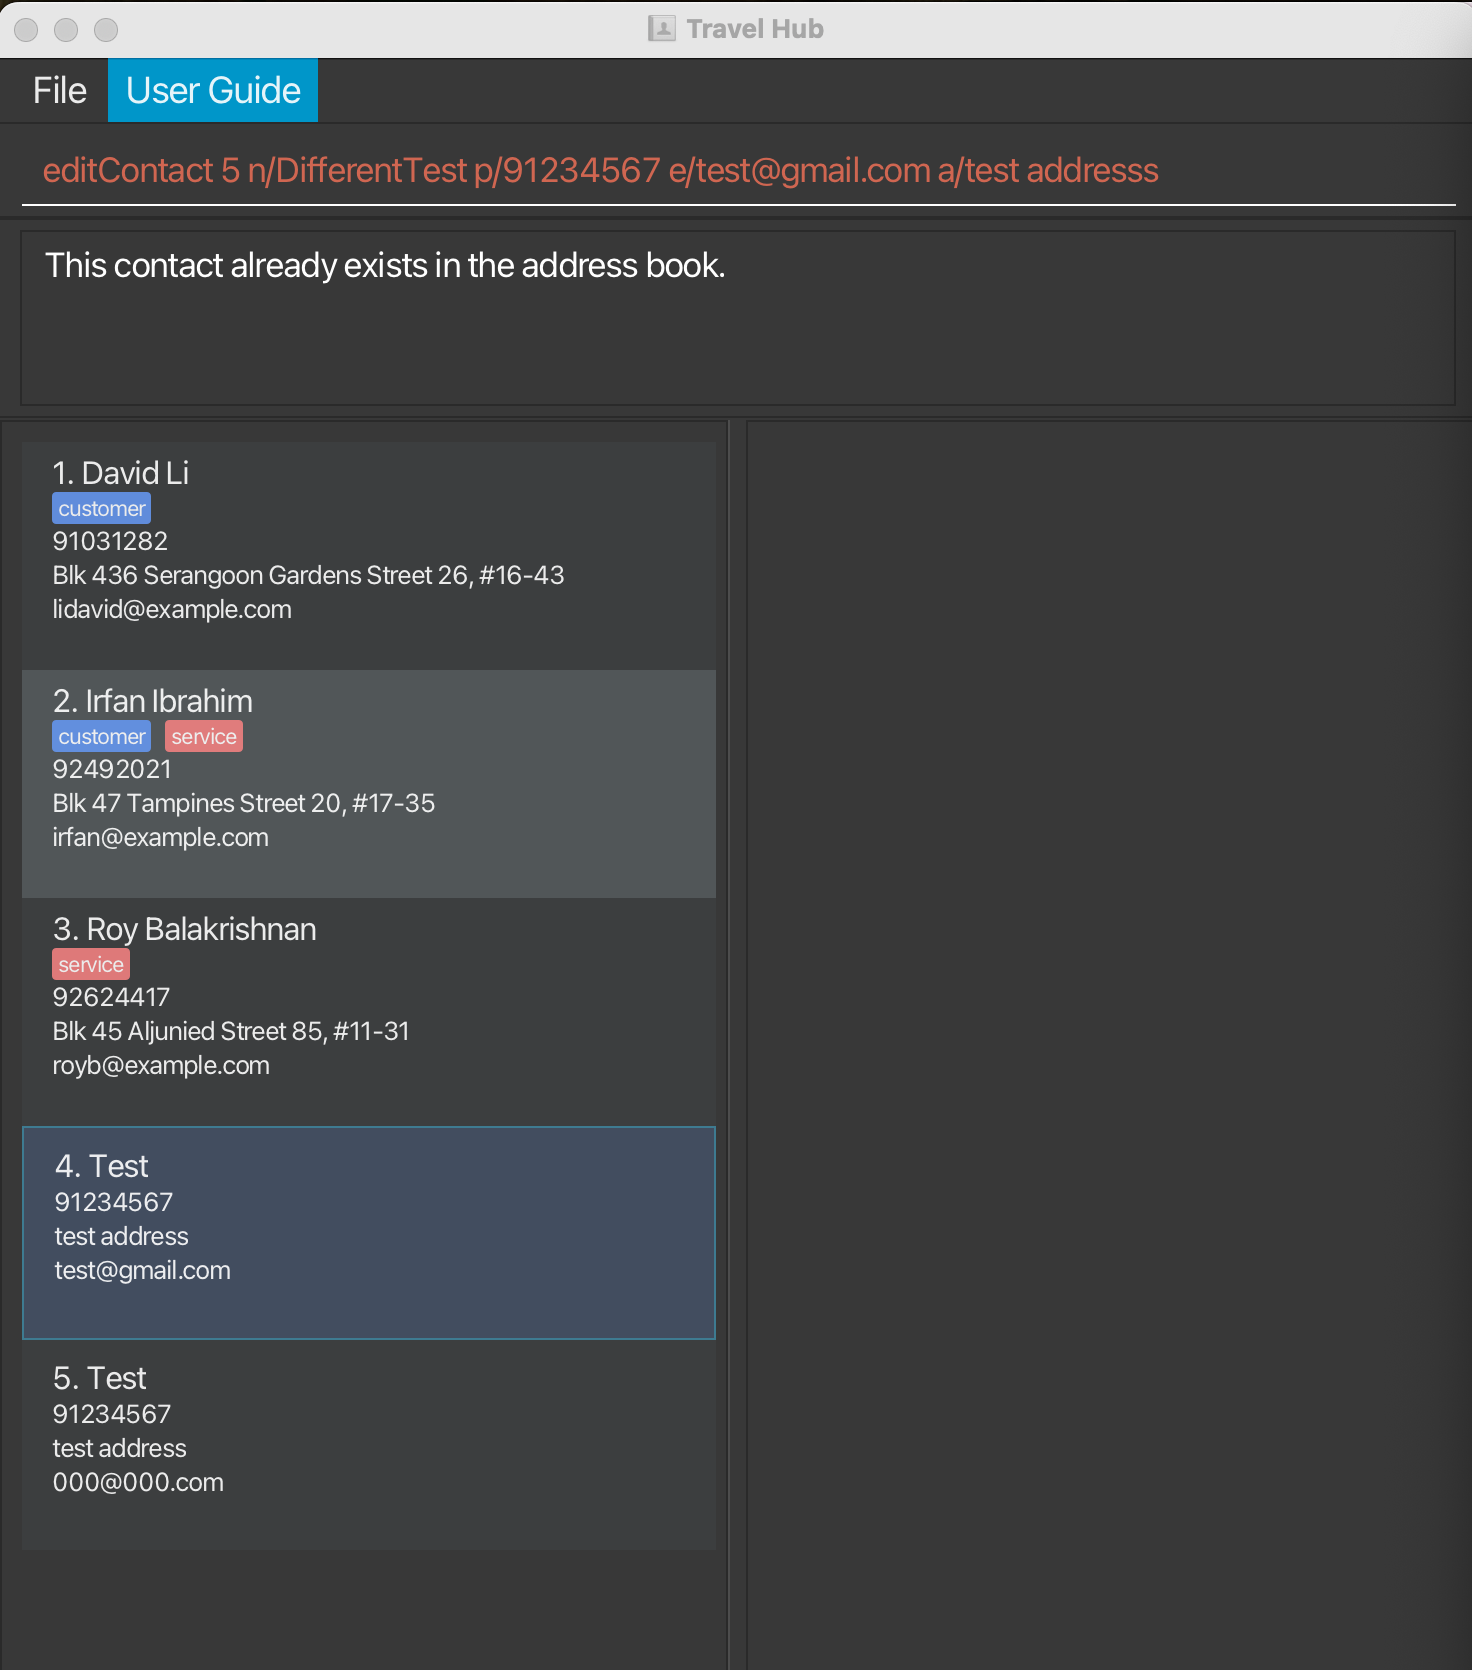 Travel Hub
File User Guide
editContact 5 n/DifferentTest p/91234567 e/test@gmail.com a/test addresss
This contact already exists in the address book.
1. David Li
customer
91031282
Blk 436 Serangoon Gardens Street 26, #16-43
lidavid@example.com
2. Irfan Ibrahim
customer service
92492021
Blk 47 Tampines Street 20, #17-35
irfan@example.com
3. Roy Balakrishnan
service
92624417
Blk 45 Aljunied Street 85, #11-31
royb@example.com
4. Test
91234567
test address
test@gmail.com
5. Test
91234567
test address
000@000.com